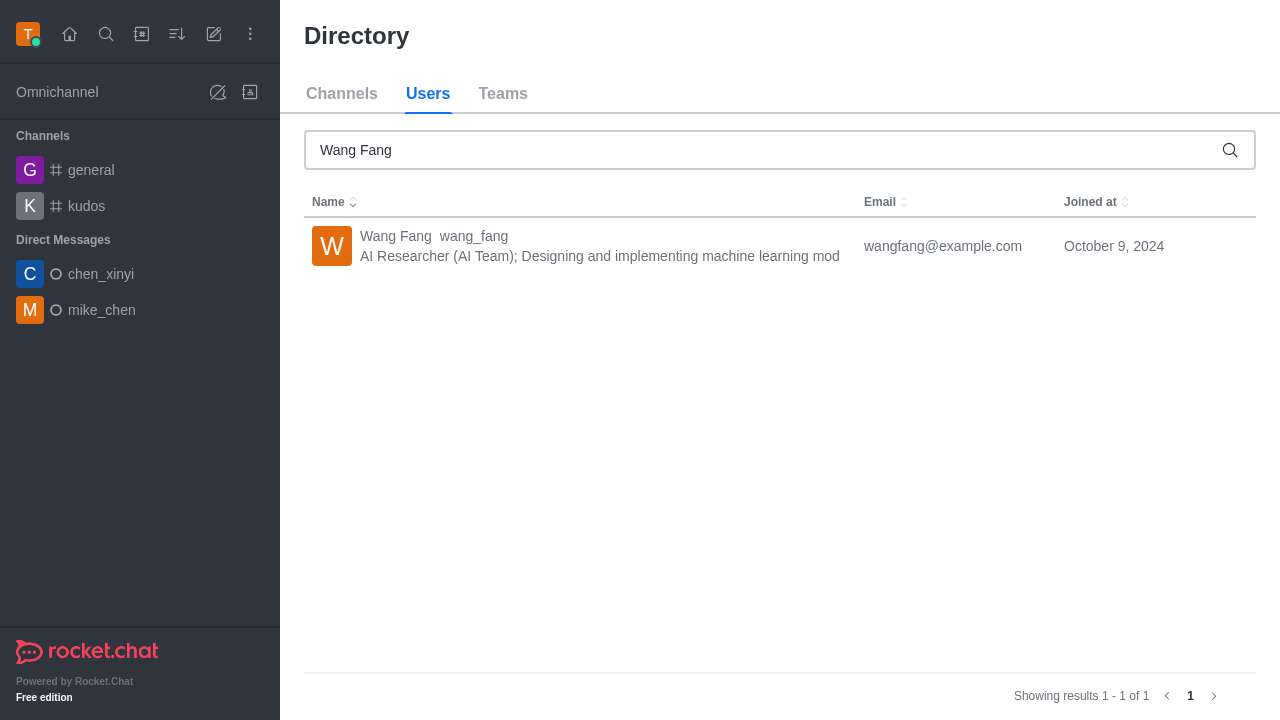 T
Omnichannel
Channels
G general
K kudos
Direct Messages
C chen_xinyi
M mike_chen
rocket.chat
Powered by Rocket.Chat
Free edition
Directory
Channels Users Teams
Wang Fang
Name Email Joined at
W
Wang Fang wang_fang
AI Researcher (AI Team); Designing and implementing machine learning mod
wangfang@example.com
October 9, 2024
Showing results 1 - 1 of 1
1